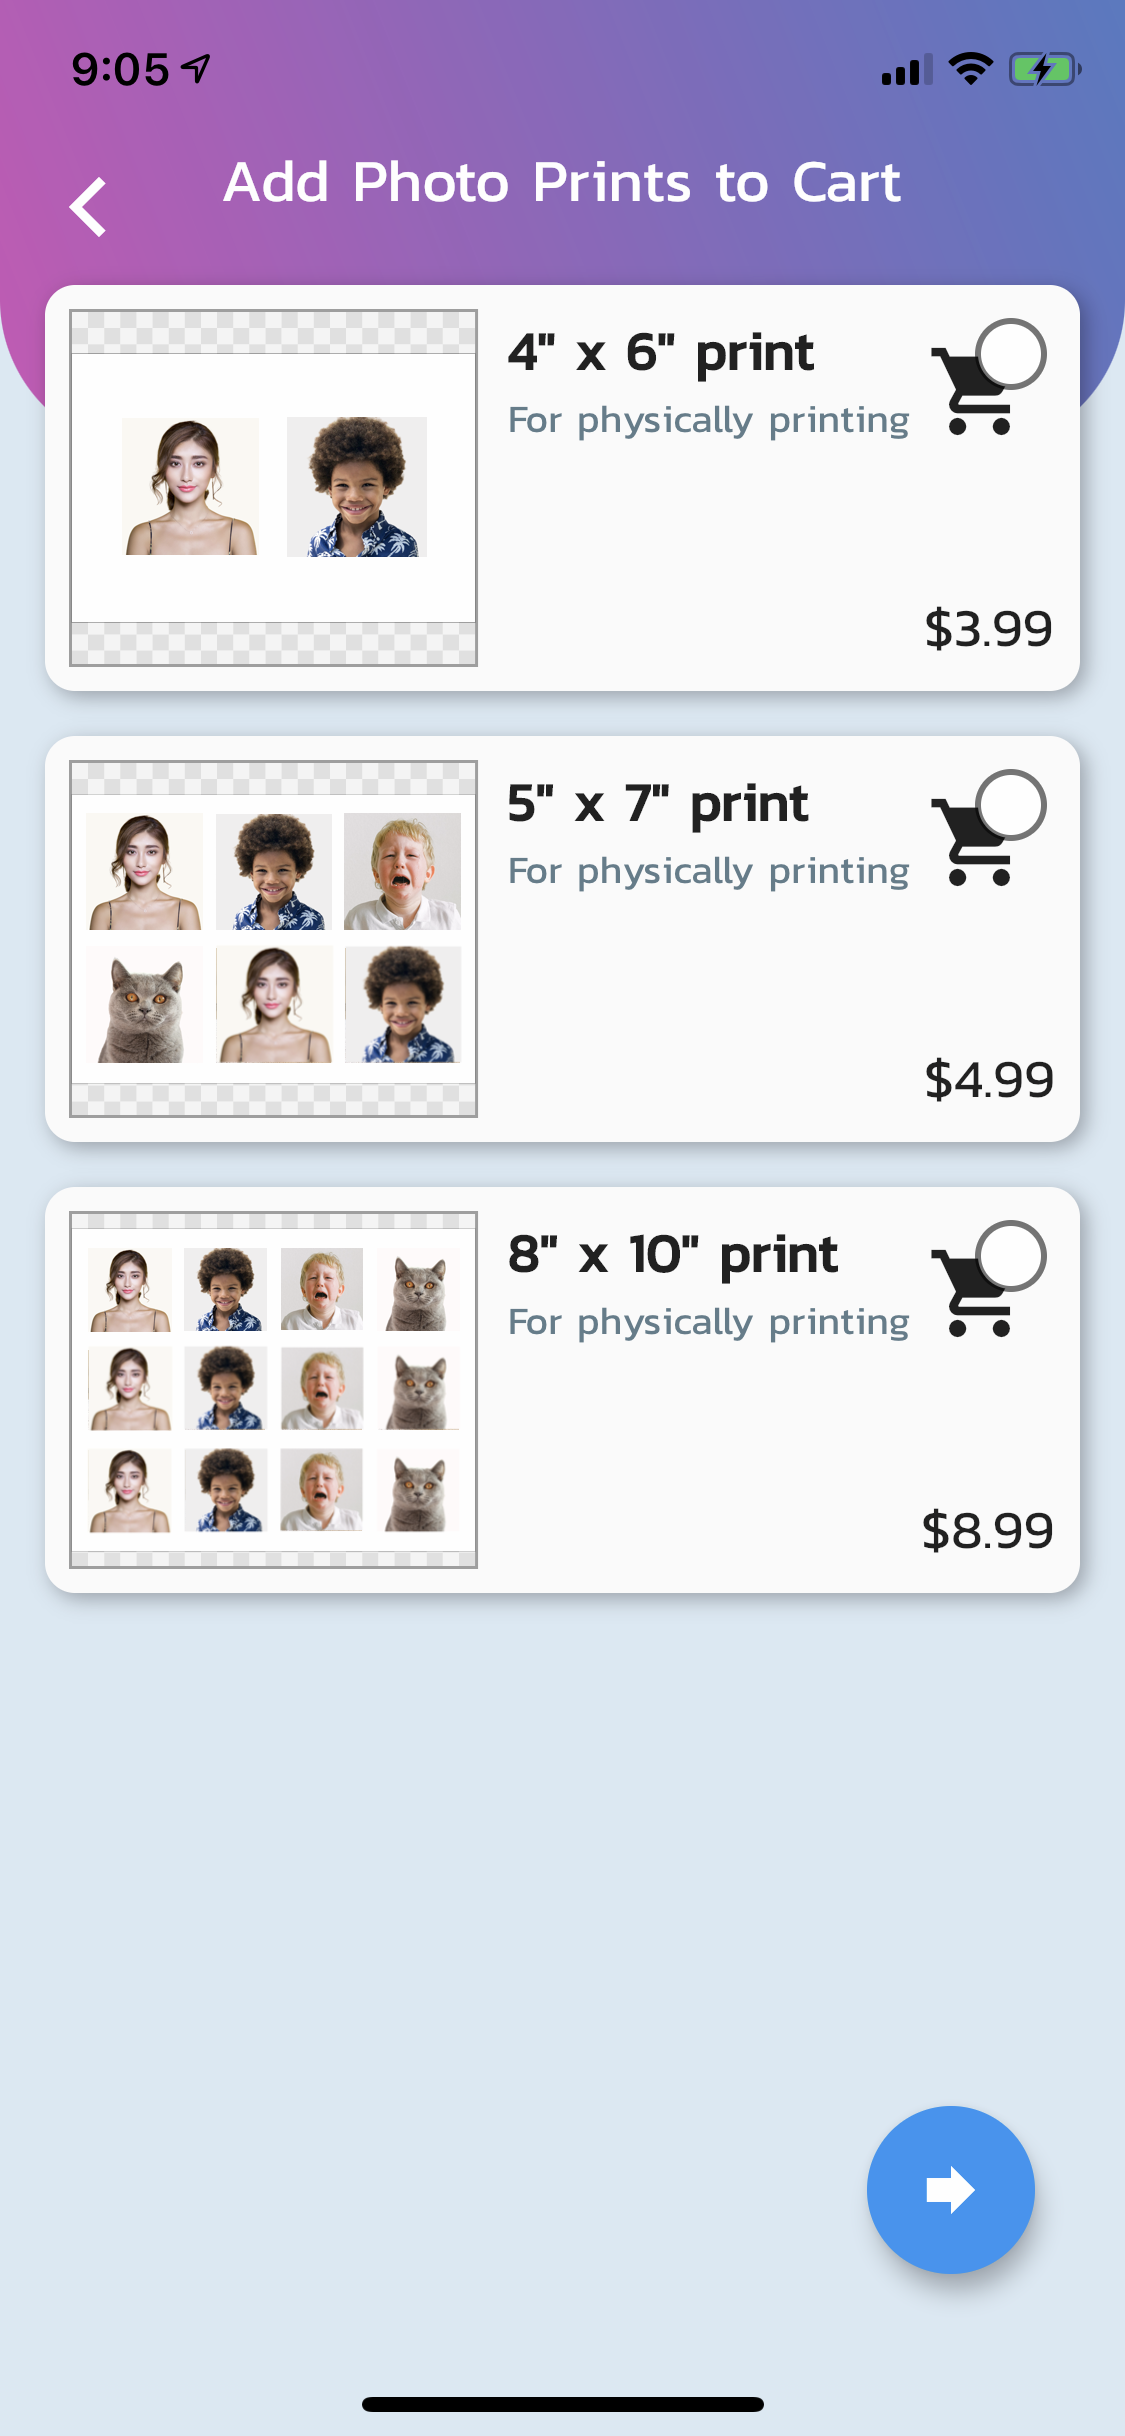 9:05
Add Photo Prints to Cart
4" x 6" print
For physically printing
$3.99
5" x 7" print
For physically printing
$4.99
8" x 10" print
For physically printing
$8.99